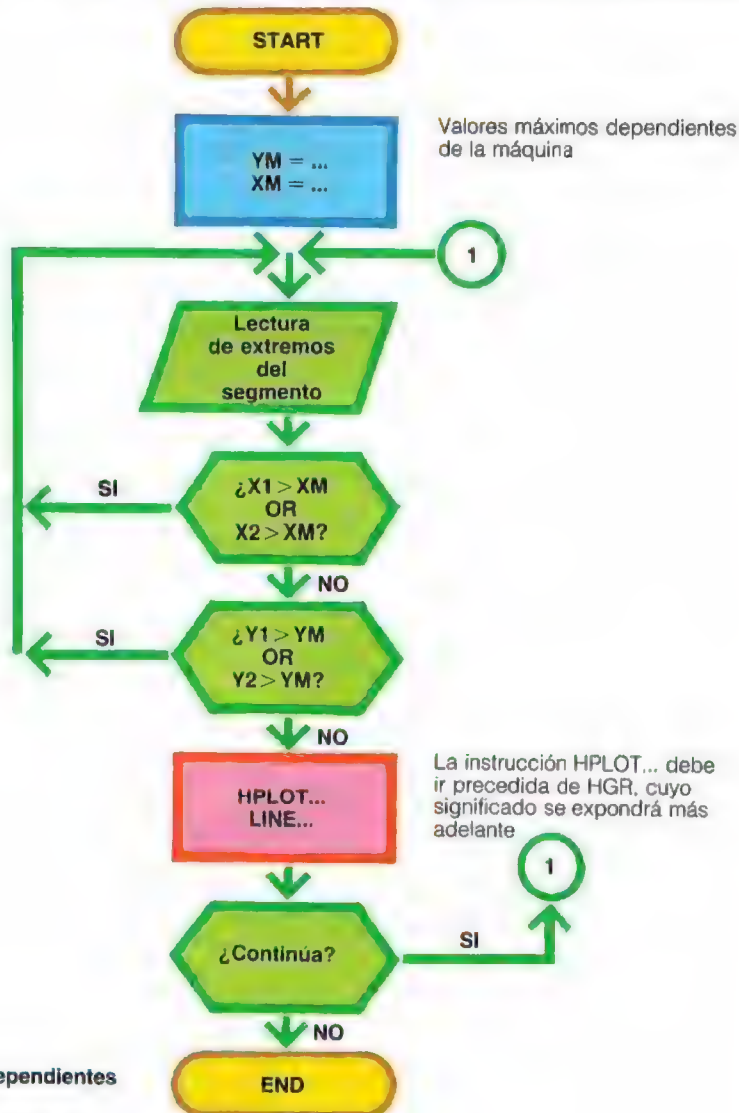 START
Valores máximos dependientes
de la máquina
YM = ...
XM = ...
1
Lectura
de extremos
del
segmento
SI
¿X1 > XM
OR
X2 > XM?
NO
SI
¿Y1 > YM
OR
Y2 > YM?
NO
La instrucción HPLOT... debe
ir precedida de HGR, cuyo
significado se expondrá más
adelante
HPLOT...
LINE...
1
¿Continúa?
SI
NO
END